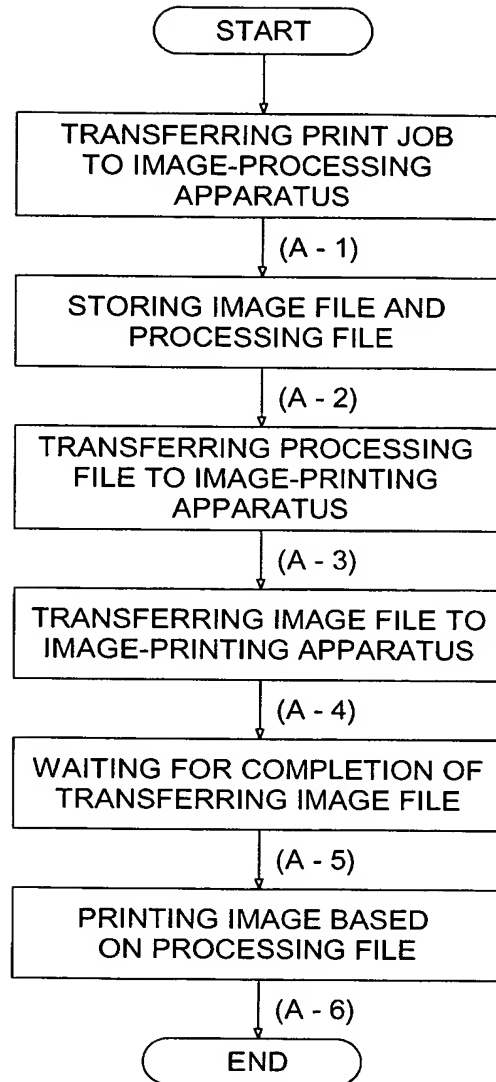 START
TRANSFERRING PRINT JOB
TO IMAGE-PROCESSING
APPARATUS
(A - 1)
STORING IMAGE FILE AND
PROCESSING FILE
(A - 2)
TRANSFERRING PROCESSING
FILE TO IMAGE-PRINTING
APPARATUS
(A - 3)
TRANSFERRING IMAGE FILE TO
IMAGE-PRINTING APPARATUS
(A - 4)
WAITING FOR COMPLETION OF
TRANSFERRING IMAGE FILE
(A - 5)
PRINTING IMAGE BASED
ON PROCESSING FILE
(A - 6)
END